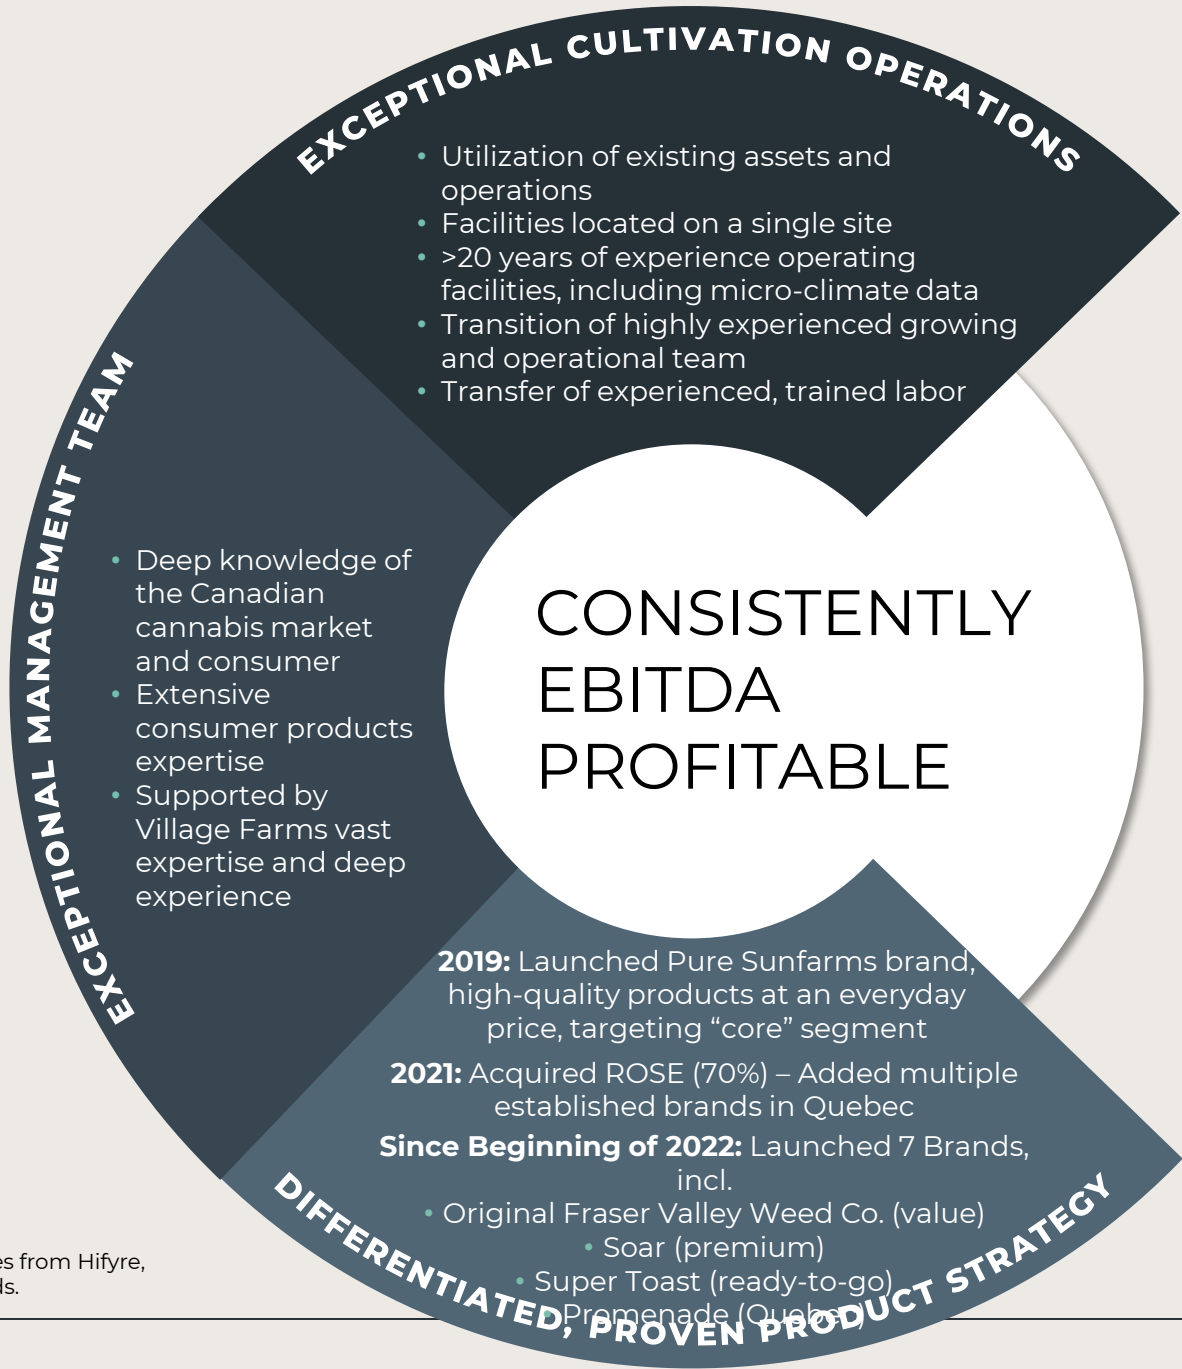 EXCEPTIONAL CULTIVATION OPERATIONS
• Utilization of existing assets and
operations
• Facilities located on a single site
• >20 years of experience operating
facilities, including micro-climate data
• Transition of highly experienced growing
and operational team
• Transfer of experienced, trained labor
EXCEPTIONAL MANAGEMENT TEAM
• Deep knowledge of
the Canadian
cannabis market
and consumer
• Extensive
consumer products
expertise
• Supported by
Village Farms vast
expertise and deep
experience
CONSISTENTLY
EBITDA
PROFITABLE
2019: Launched Pure Sunfarms brand,
high-quality products at an everyday
price, targeting “core” segment
2021: Acquired ROSE (70%) – Added multiple
established brands in Quebec
Since Beginning of 2022: Launched 7 Brands,
incl.
• Original Fraser Valley Weed Co. (value)
• Soar (premium)
• Super Toast (ready-to-go)
• Promenade (Quebec)
DIFFERENTIATED, PROVEN PRODUCT STRATEGY
from Hifyre,